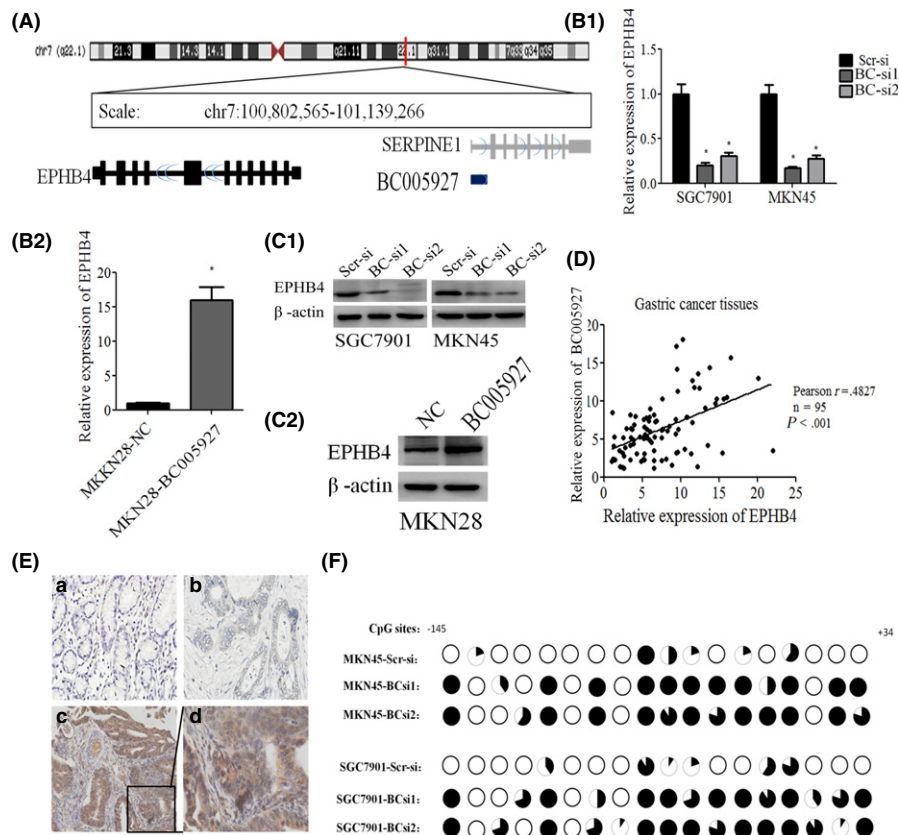 (A)
chr7 (q22.1)
21.3
14.3
14.1
q21.11
22.1
q31.1
7q33
q34
q35
Scale: chr7:100,802,565-101,139,266
SERPINE1
EPHB4
BC005927
(B1)
Relative expression of EPHB4
1.5
1.0
0.5
0.0
Scr-si
BC-si1
BC-si2
* * * *
SGC7901 MKN45
(B2)
Relative expression of EPHB4
20
15
10
5
0
*
MKKN28-NC
MKN28-BC005927
(C1)
Scr-si BC-si1 BC-si2 Scr-si BC-si1 BC-si2
EPHB4
β -actin
SGC7901 MKN45
(C2)
NC BC005927
EPHB4
β -actin
MKN28
(D)
Gastric cancer tissues
Relative expression of BC005927
20
15
10
5
0
0 5 10 15 20 25
Relative expression of EPHB4
Pearson r = .4827
n = 95
P < .001
(E)
a
b
c
d
(F)
CpG sites: -145 +34
MKN45-Scr-si:
MKN45-BCsi1:
MKN45-BCsi2:
SGC7901-Scr-si:
SGC7901-BCsi1:
SGC7901-BCsi2: